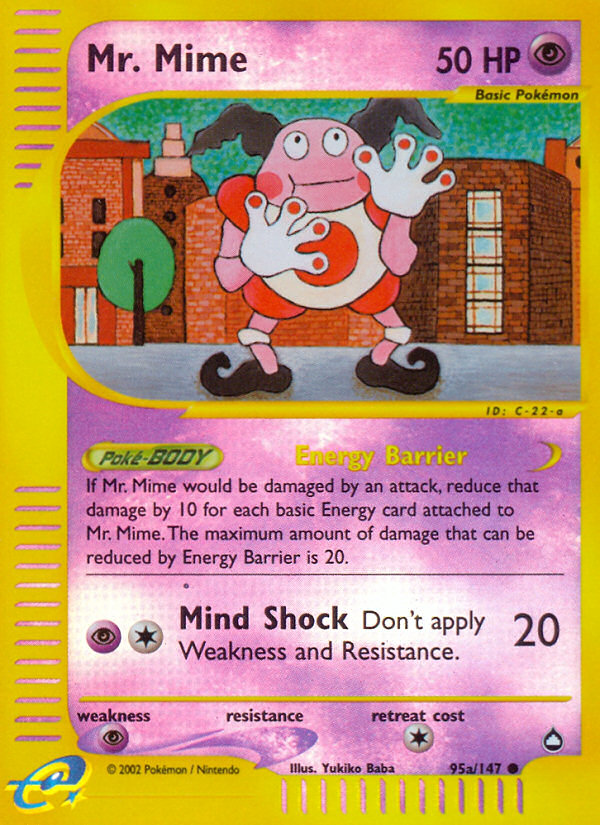 Mr. Mime 50 HP
Basic Pokémon
ID: C-22-a
Poké-BODY Energy Barrier
If Mr. Mime would be damaged by an attack, reduce that
damage by 10 for each basic Energy card attached to
Mr. Mime. The maximum amount of damage that can be
reduced by Energy Barrier is 20.
Mind Shock Don't apply 20
Weakness and Resistance.
weakness resistance retreat cost
© 2002 Pokémon / Nintendo Illus. Yukiko Baba 95a/147
e